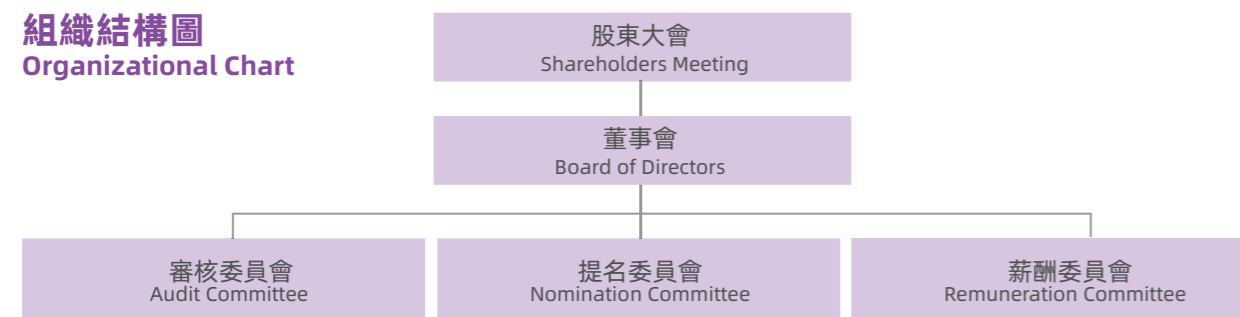 組織結構圖
Organizational Chart
股東大會
Shareholders Meeting
董事會
Board of Directors
審核委員會
Audit Committee
提名委員會
Nomination Committee
薪酬委員會
Remuneration Committee